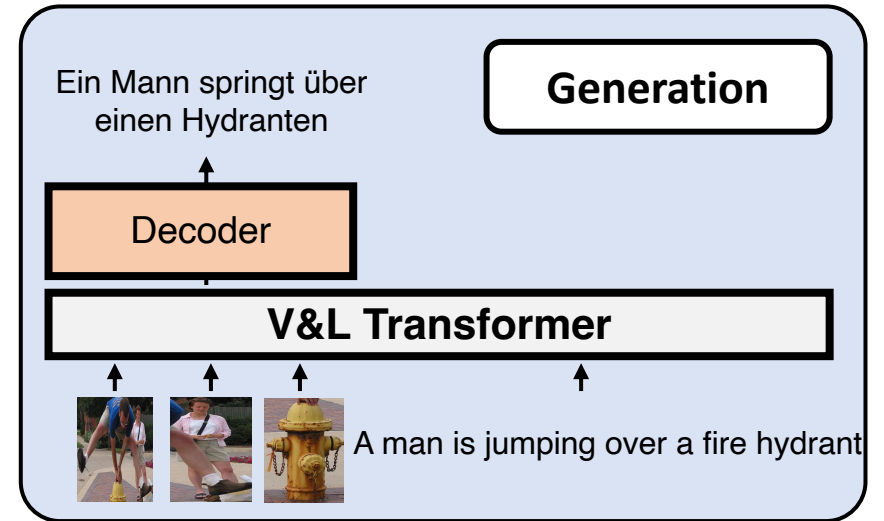 Ein Mann springt über
einen Hydranten
Generation
Decoder
V&L Transformer
A man is jumping over a fire hydrant